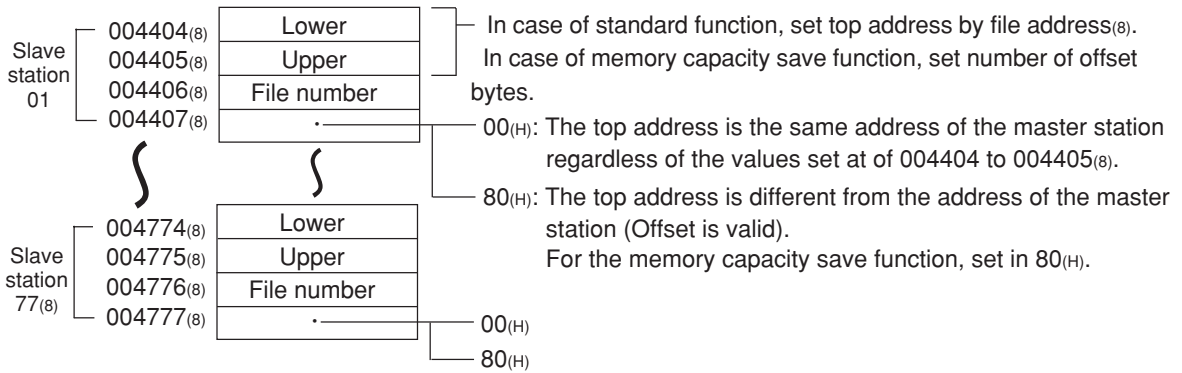 Slave
station
01
004404(8) Lower
004405(8) Upper
004406(8) File number
004407(8)
In case of standard function, set top address by file address(8).
In case of memory capacity save function, set number of offset
bytes.
00(H): The top address is the same address of the master station
regardless of the values set at of 004404 to 004405(8).
80(H): The top address is different from the address of the master
station (Offset is valid).
For the memory capacity save function, set in 80(H).
Slave
station
77(8)
004774(8) Lower
004775(8) Upper
004776(8) File number
004777(8)
00(H)
80(H)